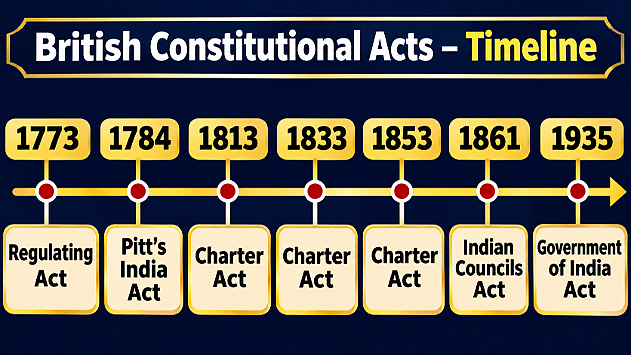 British Constitutional Acts – Timeline
1773
1784
1813
1833
1853
1861
1935
Regulating
Act
Pitt's
India
Act
Charter
Act
Charter
Act
Charter
Act
Indian
Councils
Act
Government
of India
Act